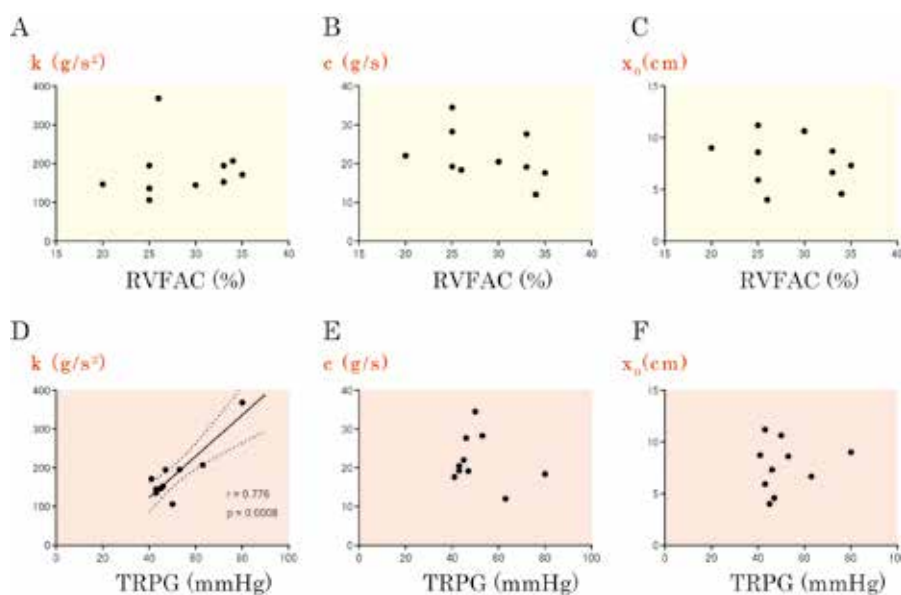 A
B
C
k (g/s²)
c (g/s)
x₀(cm)
400
300
200
100
0
15 20 25 30 35 40
RVFAC (%)
40
30
20
10
0
15 20 25 30 35 40
RVFAC (%)
15
10
5
0
15 20 25 30 35 40
RVFAC (%)
D
E
F
k (g/s²)
c (g/s)
x₀(cm)
400
300
200
100
0
r = 0.776
p = 0.0008
0 20 40 60 80 100
TRPG (mmHg)
40
30
20
10
0
0 20 40 60 80 100
TRPG (mmHg)
15
10
5
0
0 20 40 60 80 100
TRPG (mmHg)